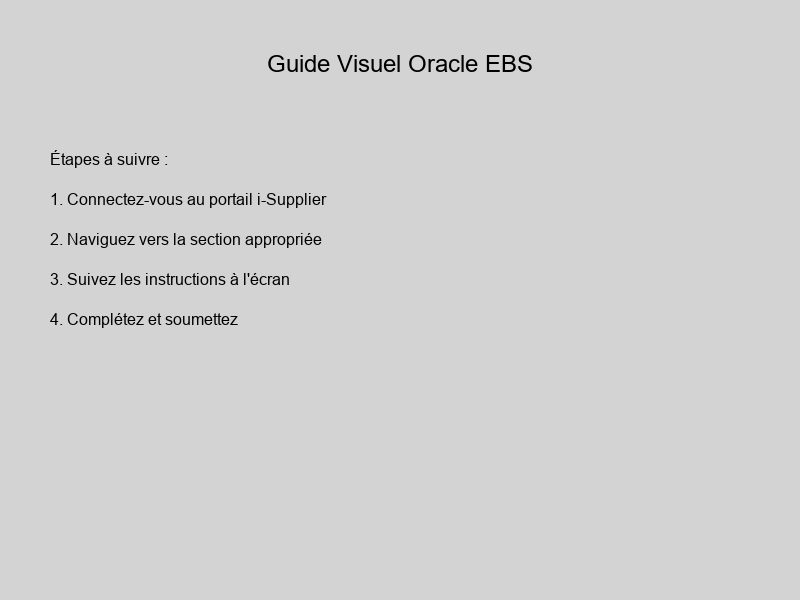 Guide Visuel Oracle EBS
Étapes à suivre :
1. Connectez-vous au portail i-Supplier
2. Naviguez vers la section appropriée
3. Suivez les instructions à l'écran
4. Complétez et soumettez